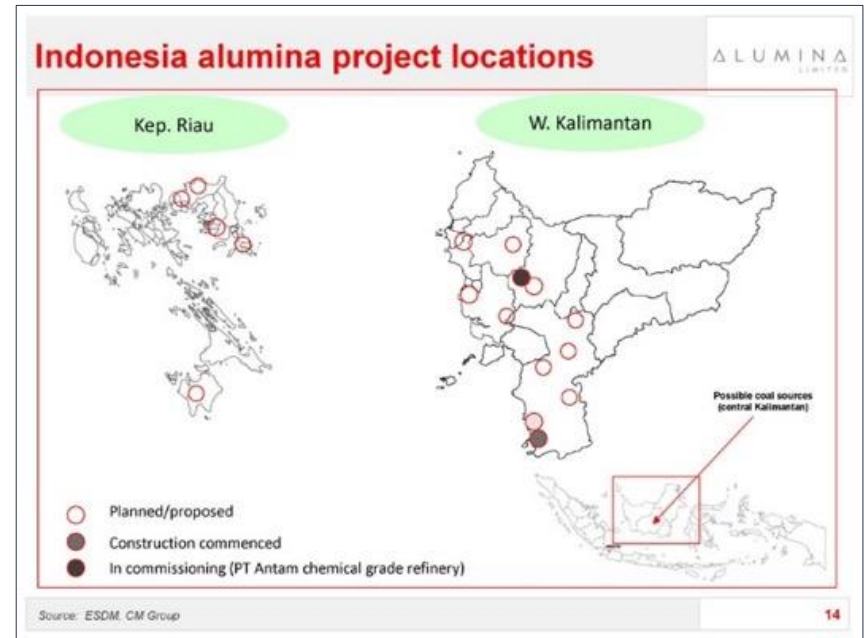 Indonesia alumina project locations
ALUMINA
LIMITED
Kep. Riau
W. Kalimantan
Possible coal sources
(central Kalimantan)
Planned/proposed
Construction commenced
In commissioning (PT Antam chemical grade refinery)
Source: ESDM, CM Group
14